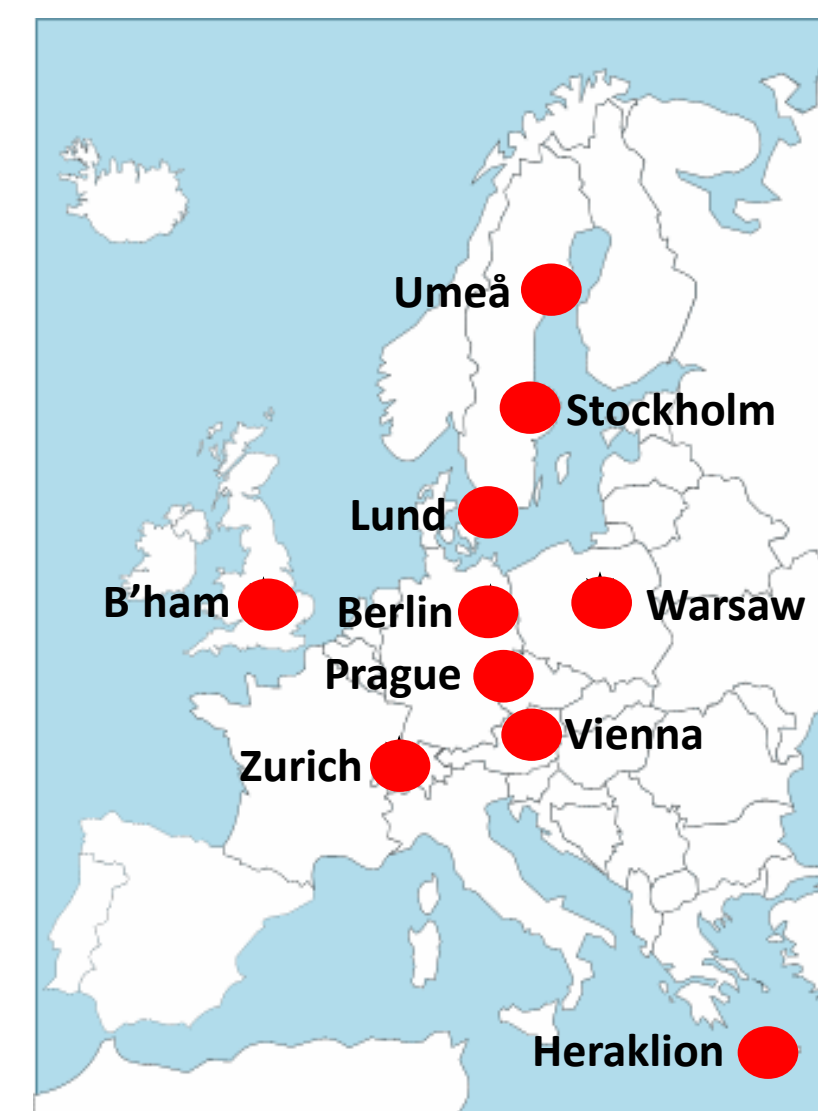 Umeå
Stockholm
Lund
B’ham
Berlin
Warsaw
Prague
Vienna
Zurich
Heraklion